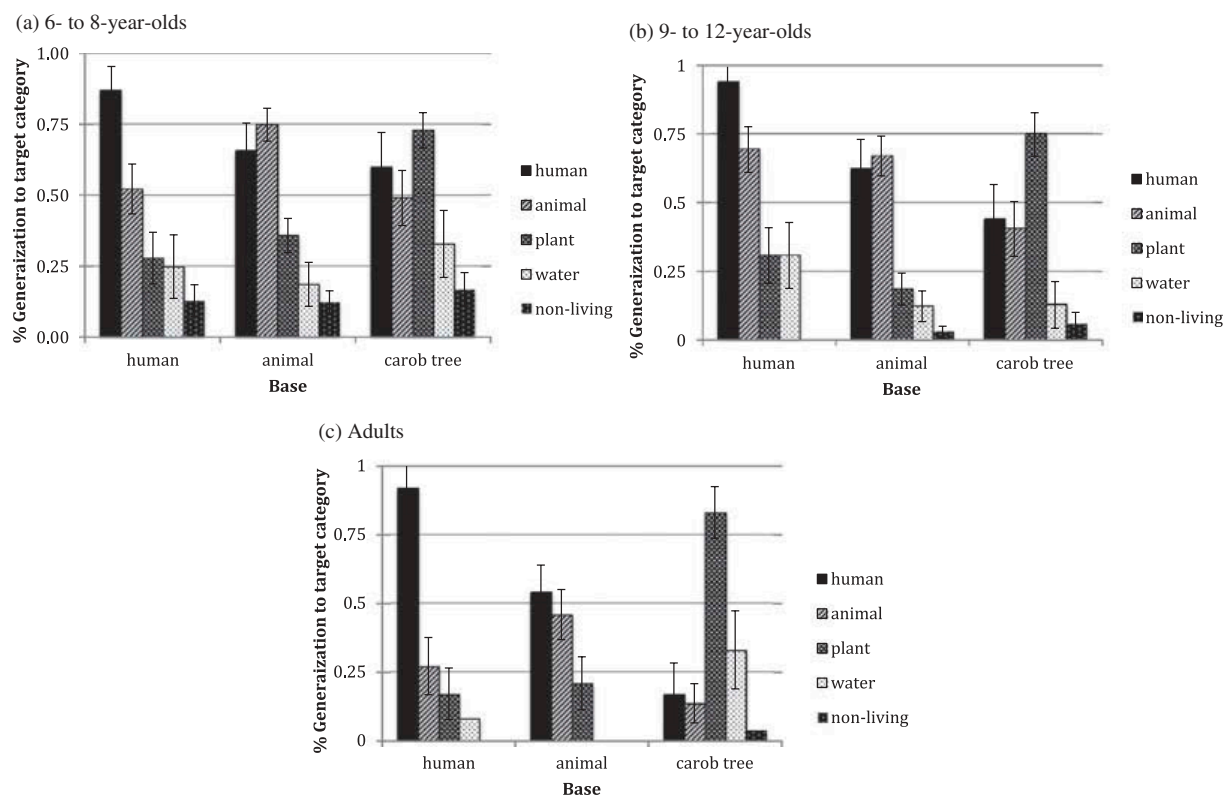 (a) 6- to 8-year-olds
% Generaization to target category
1.00
0.75
0.50
0.25
0.00
human
animal
carob tree
Base
human
animal
plant
water
non-living
(b) 9- to 12-year-olds
% Generaization to target category
1
0.75
0.5
0.25
0
human
animal
carob tree
Base
human
animal
plant
water
non-living
(c) Adults
% Generaization to target category
1
0.75
0.5
0.25
0
human
animal
carob tree
Base
human
animal
plant
water
non-living